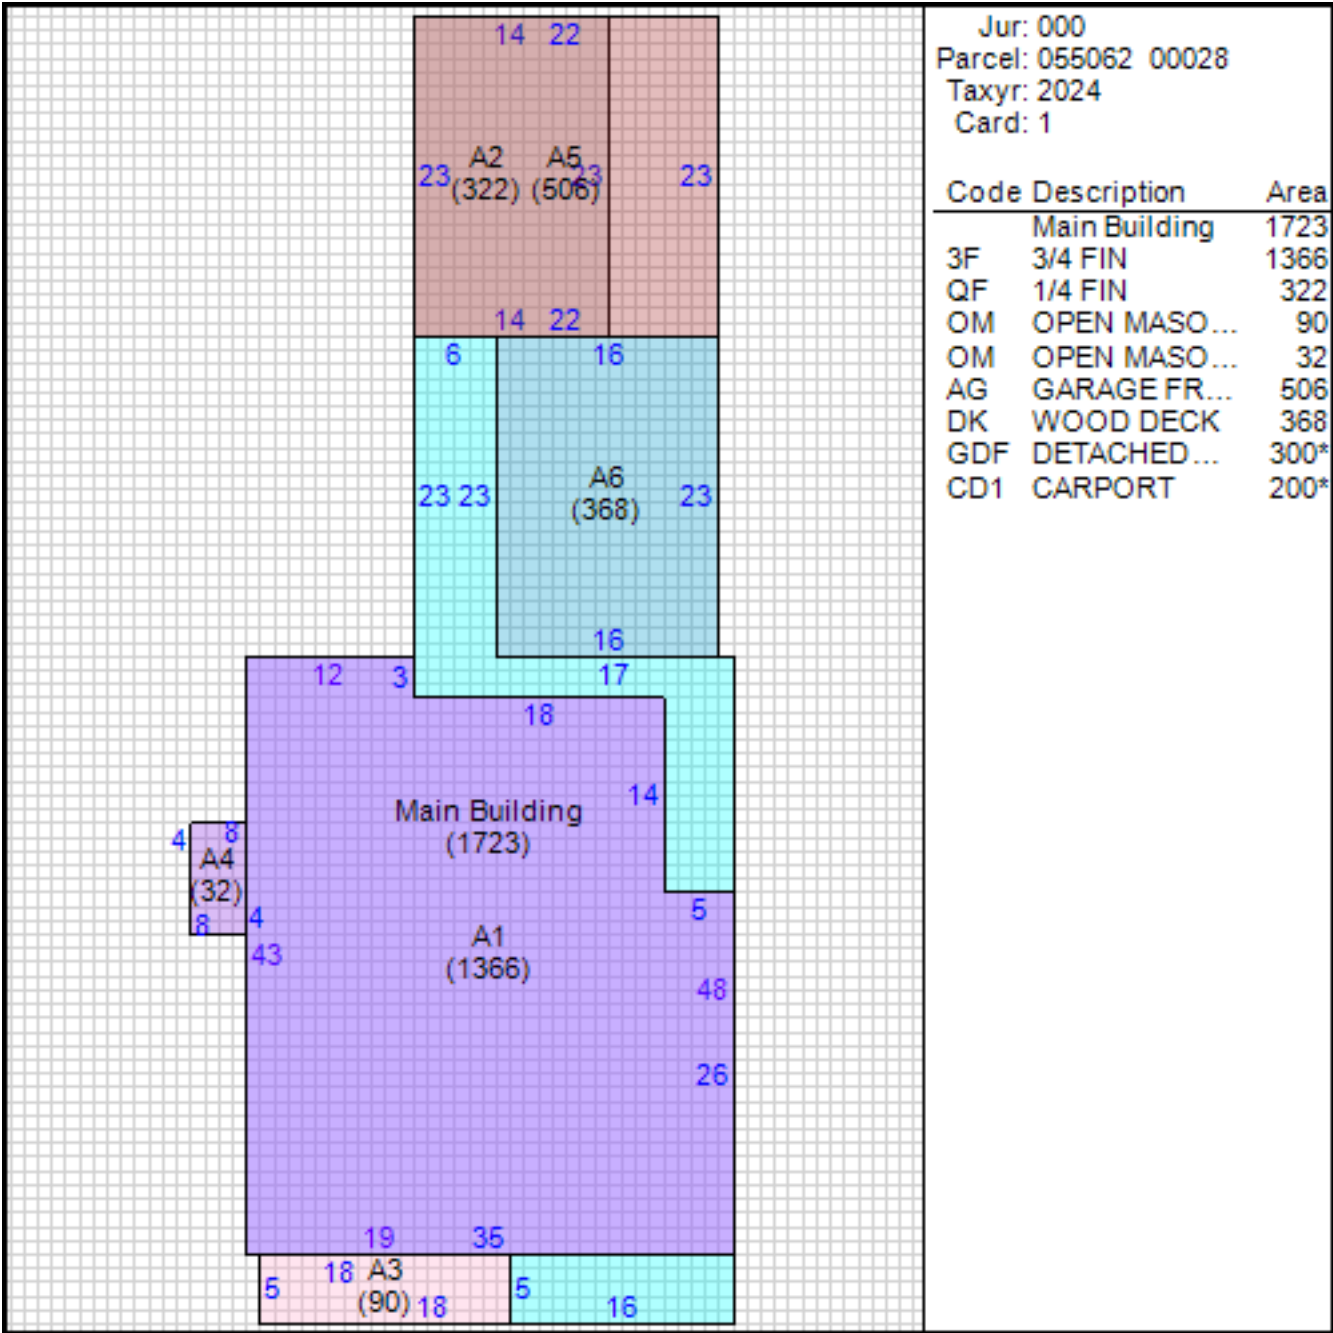 Jur: 000
Parcel: 055062 00028
Taxyr: 2024
Card: 1
Code Description Area
Main Building 1723
3F 3/4 FIN 1366
QF 1/4 FIN 322
OM OPEN MASO... 90
OM OPEN MASO... 32
AG GARAGE FR... 506
DK WOOD DECK 368
GDF DETACHED... 300*
CD1 CARPORT 200*
14 22
A2 A5
23 (322) (506) 23 23
14 22
6 16
A6
23 23 (368) 23
16
12 3 17
18
14
Main Building
(1723)
4 8
A4
(32)
8 4
5
A1
43 (1366)
48
26
19 35
18 A3
5 (90) 18 5 16